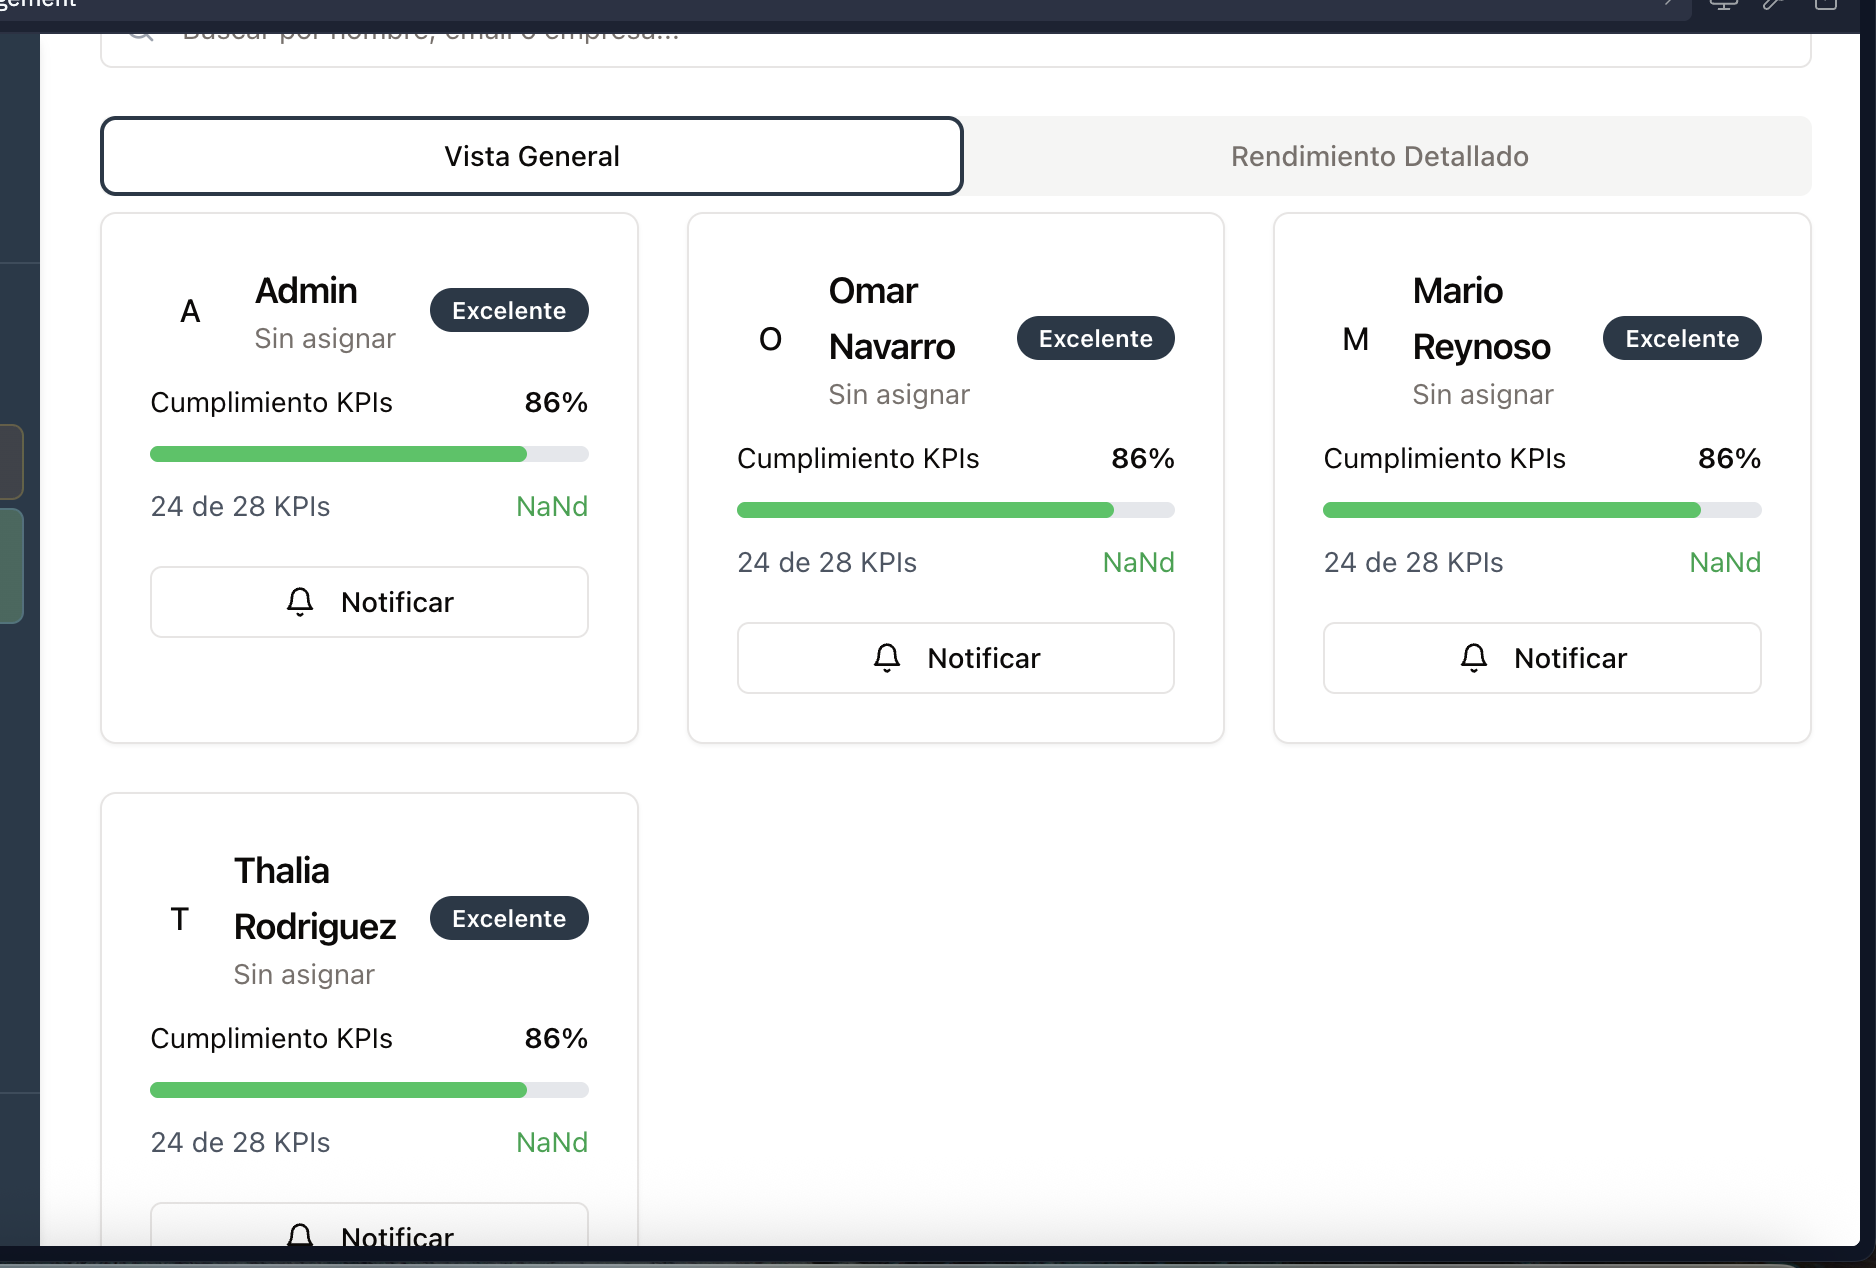 gement
Buscar por nombre, email o empresa...
Vista General
Rendimiento Detallado
A
Admin
Sin asignar
Excelente
Cumplimiento KPIs
86%
24 de 28 KPIs
NaNd
Notificar
O
Omar
Navarro
Sin asignar
Excelente
Cumplimiento KPIs
86%
24 de 28 KPIs
NaNd
Notificar
M
Mario
Reynoso
Sin asignar
Excelente
Cumplimiento KPIs
86%
24 de 28 KPIs
NaNd
Notificar
T
Thalia
Rodriguez
Sin asignar
Excelente
Cumplimiento KPIs
86%
24 de 28 KPIs
NaNd
Notificar